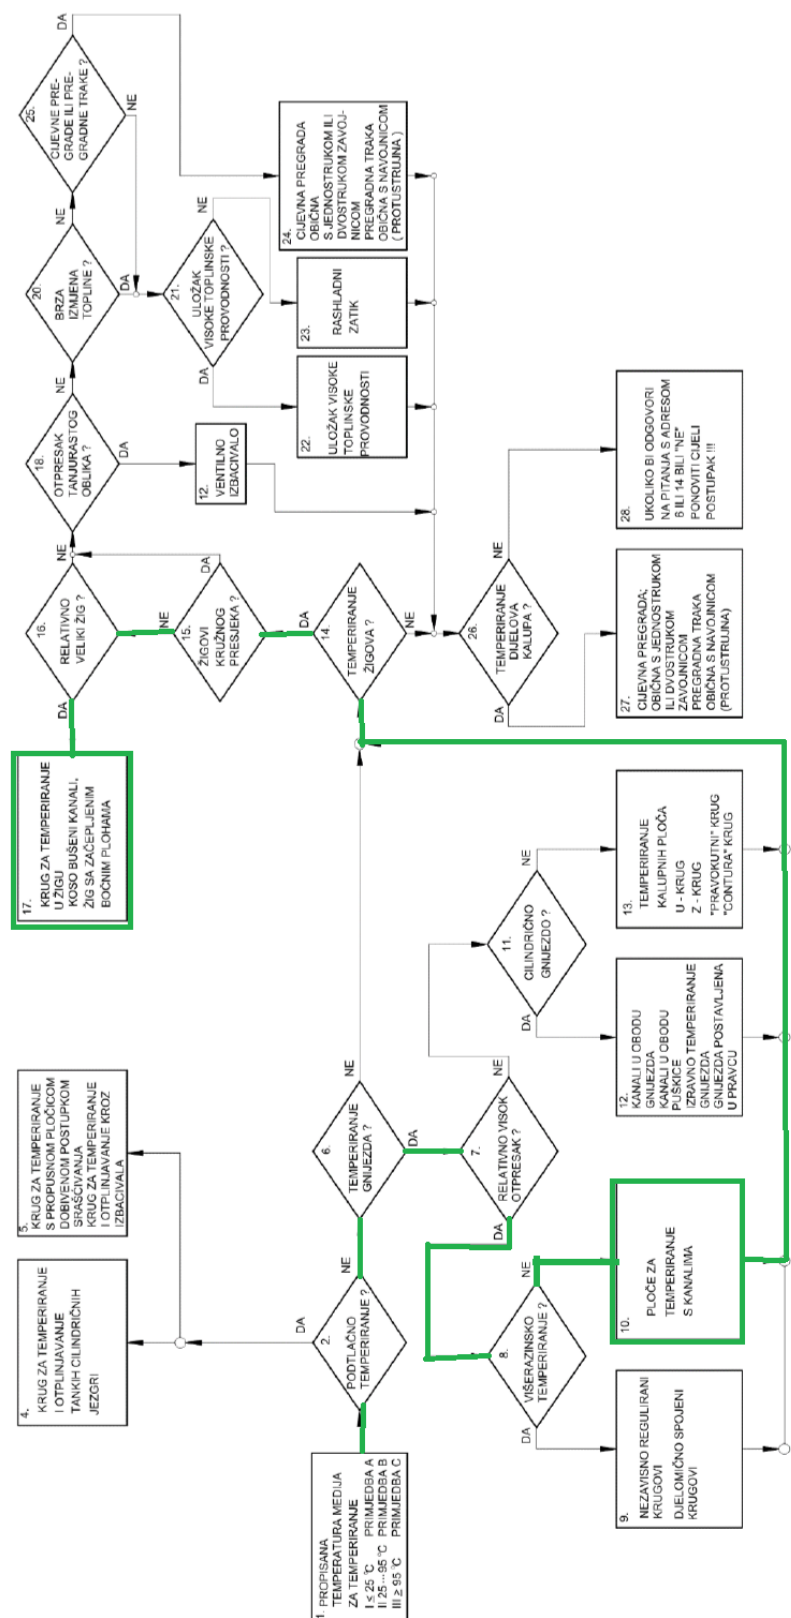 1. PROPISANA
TEMPERATURA MEDIJA
ZA TEMPERIRANJE
I ≤ 25 °C PRIMJEDBA A
II 25···95 °C PRIMJEDBA B
III ≥ 95 °C PRIMJEDBA C
2.
PODTLAČNO
TEMPERIRANJE ?
DA
NE
4.
KRUG ZA TEMPERIRANJE
I OTPLINJAVANJE
TANKIH CILINDRIČNIH
JEZGRI
5.
KRUG ZA TEMPERIRANJE
S PROPUSNOM PLOČICOM
DOBIVENOM POSTUPKOM
SRAŠĆIVANJA
KRUG ZA TEMPERIRANJE
I OTPLINJAVANJE KROZ
IZBACIVALA
6.
TEMPERIRANJE
GNIJEZDA ?
NE
DA
7.
RELATIVNO VISOK
OTPRESAK ?
DA
NE
8.
VIŠERAZINSKO
TEMPERIRANJE ?
DA
NE
9.
NEZAVISNO REGULIRANI
KRUGOVI
DJELOMIČNO SPOJENI
KRUGOVI
10.
PLOČE ZA
TEMPERIRANJE
S KANALIMA
11.
CILINDRIČNO
GNIJEZDO ?
DA
NE
12.
KANALI U OBODU
GNIJEZDA
KANALI U OBODU
PUŠKICE
IZRAVNO TEMPERIRANJE
GNIJEZDA
GNIJEZDA POSTAVLJENA
U PRAVCU
13.
TEMPERIRANJE
KALUPNIH PLOČA
U - KRUG
Z - KRUG
"PRAVOKUTNI" KRUG
"CONTURA" KRUG
14.
TEMPERIRANJE
ŽIGOVA ?
DA
NE
15.
ŽIGOVI
KRUŽNOG
PRESJEKA ?
NE
DA
16.
RELATIVNO
VELIKI ŽIG ?
DA
NE
17.
KRUG ZA TEMPERIRANJE
U ŽIGU
KOSO BUŠENI KANALI,
ŽIG SA ZAČEPLJENIM
BOČNIM PLOHAMA
18.
OTPRESAK
TANJURASTOG
OBLIKA ?
DA
NE
12.
VENTILNO
IZBACIVALO
20.
BRZA
IZMJENA
TOPLINE ?
DA
NE
21.
ULOŽAK
VISOKE TOPLINSKE
PROVODNOSTI ?
DA
NE
22.
ULOŽAK VISOKE
TOPLINSKE
PROVODNOSTI
23.
RASHLADNI
ZATIK
24.
CIJEVNA PREGRADA
OBIČNA
S JEDNOSTRUKOM ILI
DVOSTRUKOM ZAVOJ-
NICOM
PREGRADNA TRAKA
OBIČNA S NAVOJNICOM
( PROTUSTRUJNA )
25.
CIJEVNE PRE-
GRADE ILI PRE-
GRADNE TRAKE ?
DA
NE
26.
TEMPERIRANJE
DIJELOVA
KALUPA ?
DA
NE
27.
CIJEVNA PREGRADA;
OBIČNA S JEDNOSTRUKOM
ILI DVOSTRUKOM
ZAVOJNICOM
PREGRADNA TRAKA
OBIČNA S NAVOJNICOM
(PROTUSTRUJNA)
28.
UKOLIKO BI ODGOVORI
NA PITANJA S ADRESOM
6 ILI 14 BILI "NE"
PONOVITI CIJELI
POSTUPAK !!!